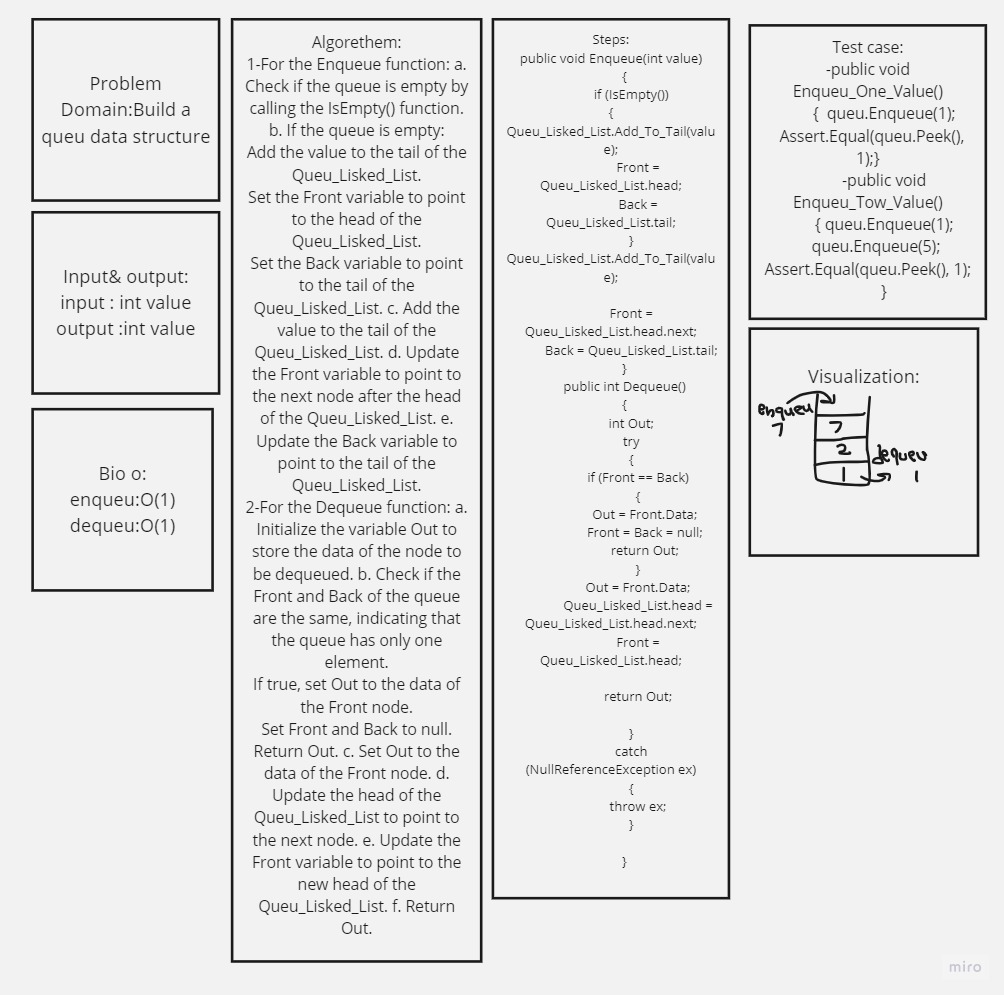 Problem
Domain:Build a
queu data structure
Input& output:
input : int value
output :int value
Bio o:
enqueu:O(1)
dequeu:O(1)
Algorethem:
1-For the Enqueue function: a.
Check if the queue is empty by
calling the IsEmpty() function.
b. If the queue is empty:
Add the value to the tail of the
Queu_Lisked_List.
Set the Front variable to point
to the head of the
Queu_Lisked_List.
Set the Back variable to point
to the tail of the
Queu_Lisked_List. c. Add the
value to the tail of the
Queu_Lisked_List. d. Update
the Front variable to point to
the next node after the head
of the Queu_Lisked_List. e.
Update the Back variable to
point to the tail of the
Queu_Lisked_List.
2-For the Dequeue function: a.
Initialize the variable Out to
store the data of the node to
be dequeued. b. Check if the
Front and Back of the queue
are the same, indicating that
the queue has only one
element.
If true, set Out to the data of
the Front node.
Set Front and Back to null.
Return Out. c. Set Out to the
data of the Front node. d.
Update the head of the
Queu_Lisked_List to point to
the next node. e. Update the
Front variable to point to the
new head of the
Queu_Lisked_List. f. Return
Out.
Steps:
public void Enqueue(int value)
{
if (IsEmpty())
{
Queu_Lisked_List.Add_To_Tail(valu
e);
Front =
Queu_Lisked_List.head;
Back =
Queu_Lisked_List.tail;
}
Queu_Lisked_List.Add_To_Tail(valu
e);
Front =
Queu_Lisked_List.head.next;
Back = Queu_Lisked_List.tail;
}
public int Dequeue()
{
int Out;
try
{
if (Front == Back)
{
Out = Front.Data;
Front = Back = null;
return Out;
}
Out = Front.Data;
Queu_Lisked_List.head =
Queu_Lisked_List.head.next;
Front =
Queu_Lisked_List.head;
return Out;
}
catch
(NullReferenceException ex)
{
throw ex;
}
}
Test case:
-public void
Enqueu_One_Value()
{ queu.Enqueue(1);
Assert.Equal(queu.Peek(),
1);}
-public void
Enqueu_Tow_Value()
{ queu.Enqueue(1);
queu.Enqueue(5);
Assert.Equal(queu.Peek(), 1);
}
Visualization:
enqueu
7
7
2
1
dequeu
1
miro